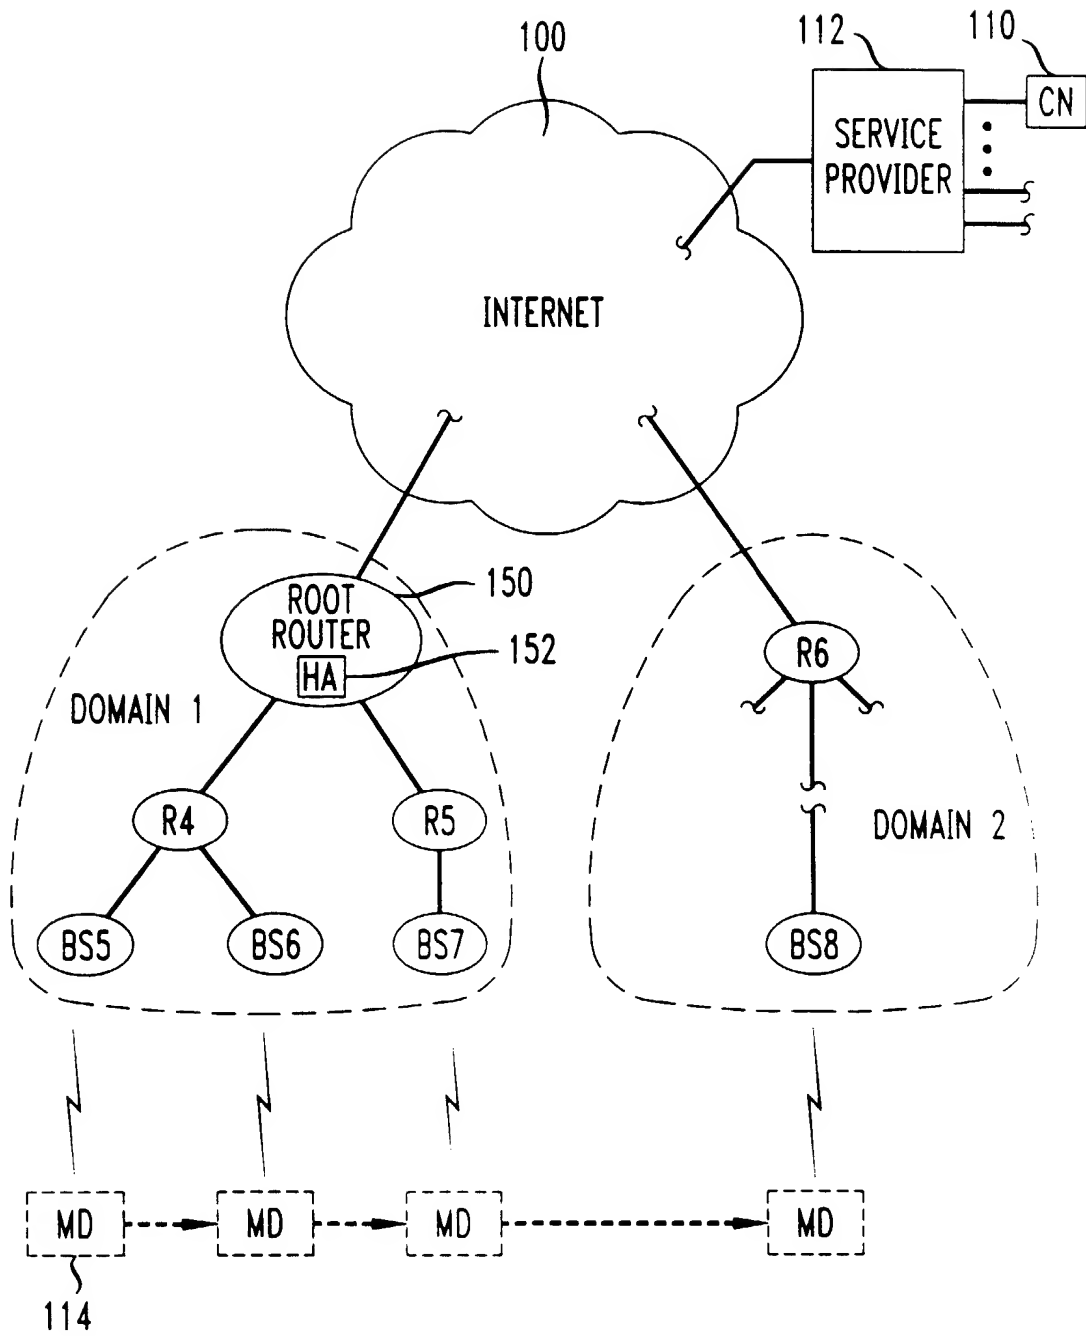 100
112
110
CN
SERVICE
PROVIDER
INTERNET
ROOT
ROUTER
HA
150
152
R6
DOMAIN 1
R4
R5
DOMAIN 2
BS5
BS6
BS7
BS8
MD
MD
MD
MD
114